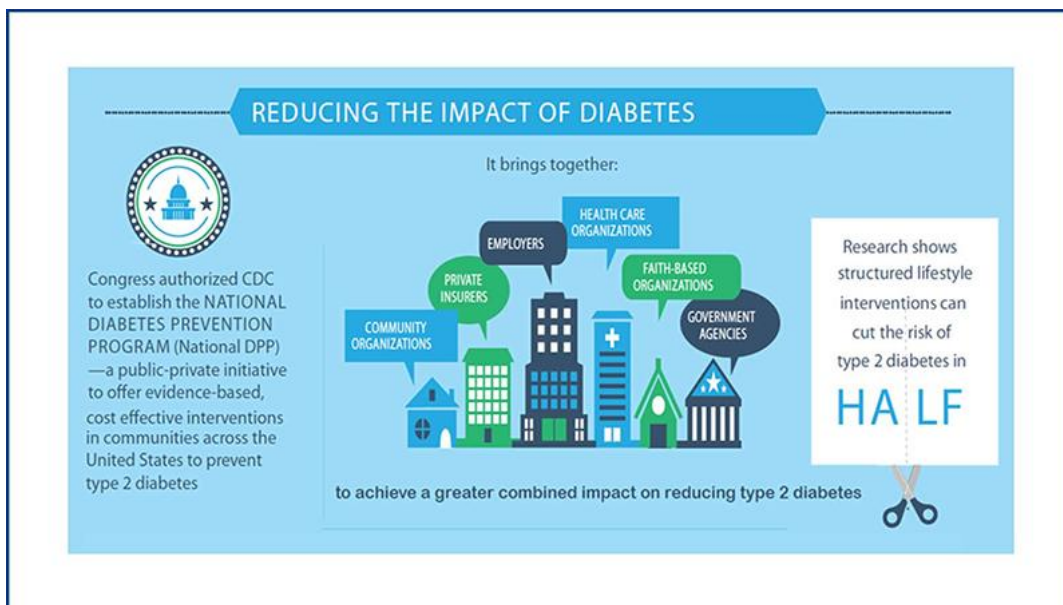 REDUCING THE IMPACT OF DIABETES
Congress authorized CDC
to establish the NATIONAL
DIABETES PREVENTION
PROGRAM (National DPP)
—a public-private initiative
to offer evidence-based,
cost effective interventions
in communities across the
United States to prevent
type 2 diabetes
It brings together:
COMMUNITY
ORGANIZATIONS
PRIVATE
INSURERS
EMPLOYERS
HEALTH CARE
ORGANIZATIONS
FAITH-BASED
ORGANIZATIONS
GOVERNMENT
AGENCIES
to achieve a greater combined impact on reducing type 2 diabetes
Research shows
structured lifestyle
interventions can
cut the risk of
type 2 diabetes in
HALF